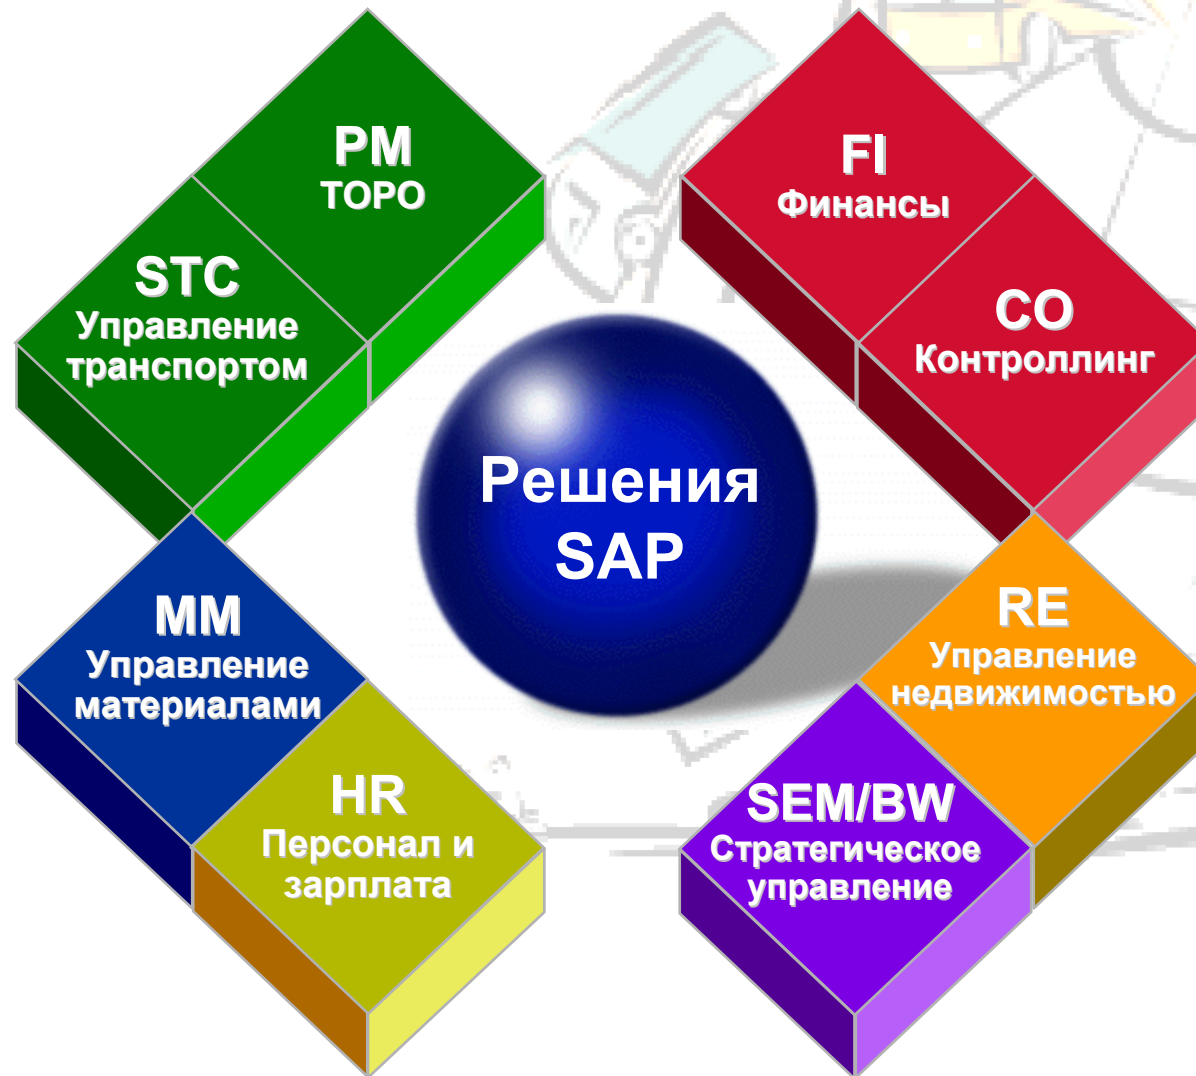 PM
ТОРО
FI
Финансы
STC
Управление
транспортом
CO
Контроллинг
Решения
SAP
MM
Управление
материалами
RE
Управление
недвижимостью
HR
Персонал и
зарплата
SEM/BW
Стратегическое
управление